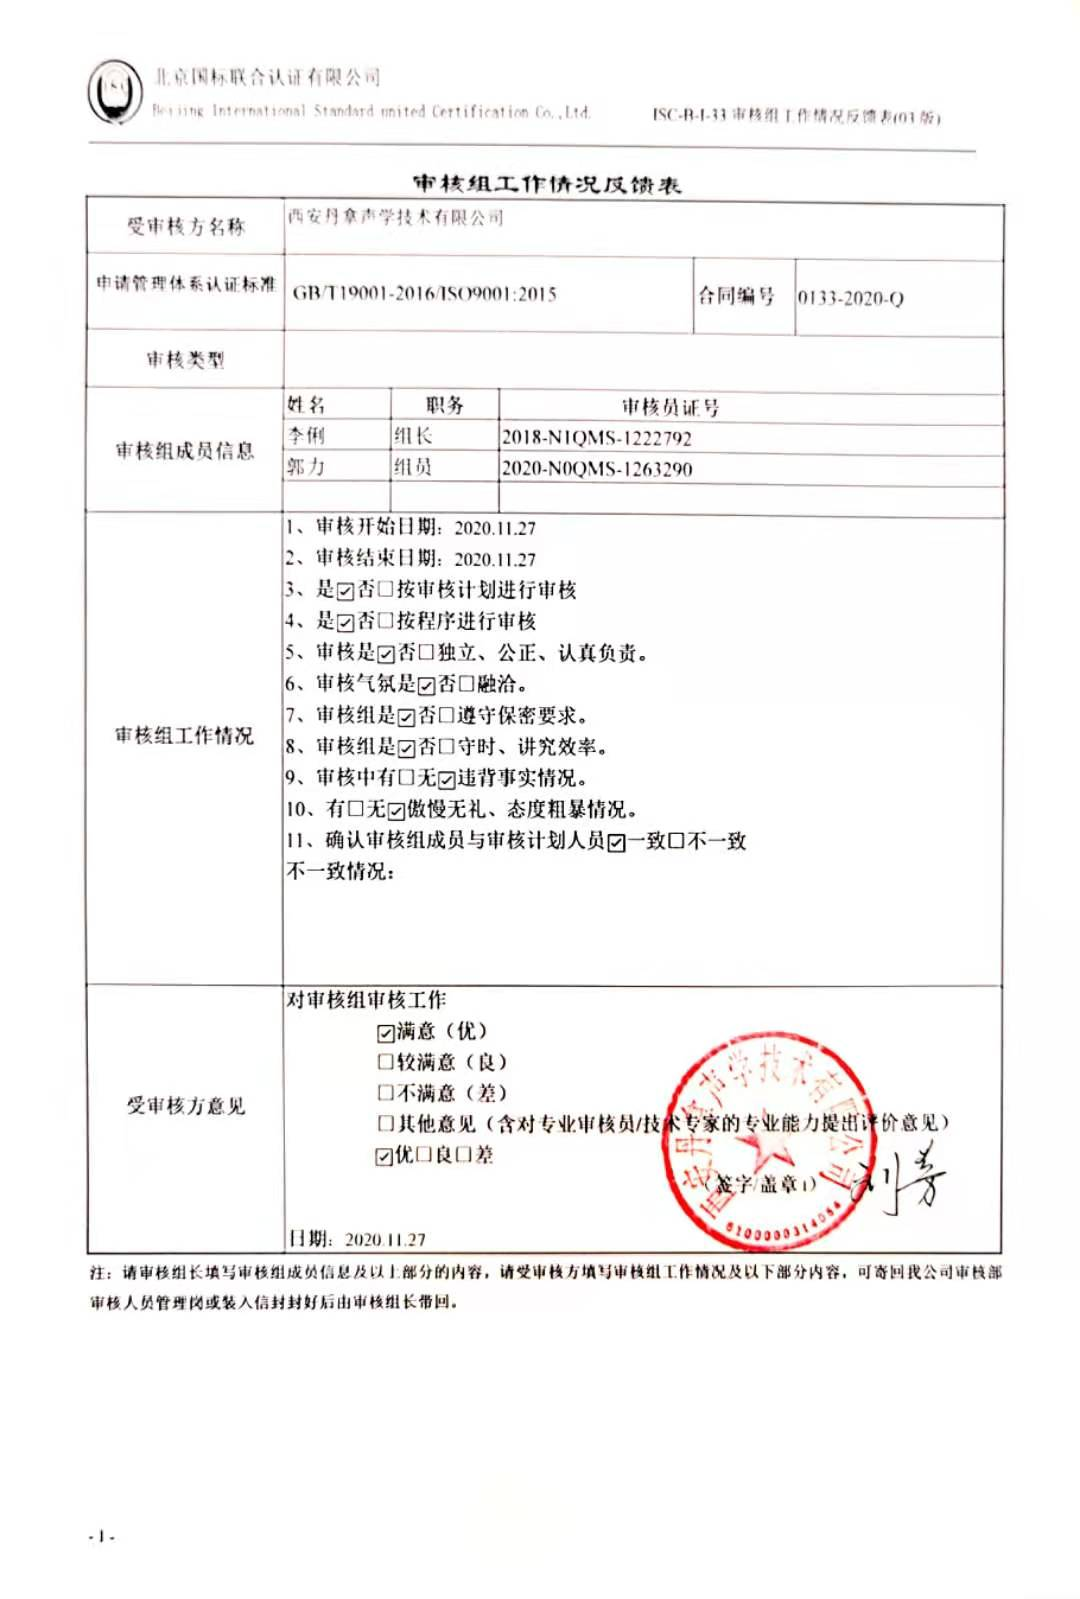 北京国标联合认证有限公司
Beijing International Standard united Certification Co.,Ltd.
ISC-B-I-33 审核组工作情况反馈表(03版)
审核组工作情况反馈表
受审核方名称 西安丹拿声学技术有限公司
申请管理体系认证标准 GB/T19001-2016/ISO9001:2015 合同编号 0133-2020-Q
审核类型
审核组成员信息
姓名 职务 审核员证号
李俐 组长 2018-N1QMS-1222792
郭力 组员 2020-N0QMS-1263290
审核组工作情况
1、审核开始日期：2020.11.27
2、审核结束日期：2020.11.27
3、是☑否☐按审核计划进行审核
4、是☑否☐按程序进行审核
5、审核是☑否☐独立、公正、认真负责。
6、审核气氛是☑否☐融洽。
7、审核组是☑否☐遵守保密要求。
8、审核组是☑否☐守时、讲究效率。
9、审核中有☐无☑违背事实情况。
10、有☐无☑傲慢无礼、态度粗暴情况。
11、确认审核组成员与审核计划人员☑一致☐不一致
不一致情况：
受审核方意见
对审核组审核工作
☑满意（优）
☐较满意（良）
☐不满意（差）
☐其他意见（含对专业审核员/技术专家的专业能力提出评价意见）
☑优☐良☐差
（签字/盖章：） 刘芳
西安丹拿声学技术有限公司
6100000314054
日期：2020.11.27
注：请审核组长填写审核组成员信息及以上部分的内容，请受审核方填写审核组工作情况及以下部分内容，可寄回我公司审核部
审核人员管理岗或装入信封封好后由审核组长带回。
- 1 -